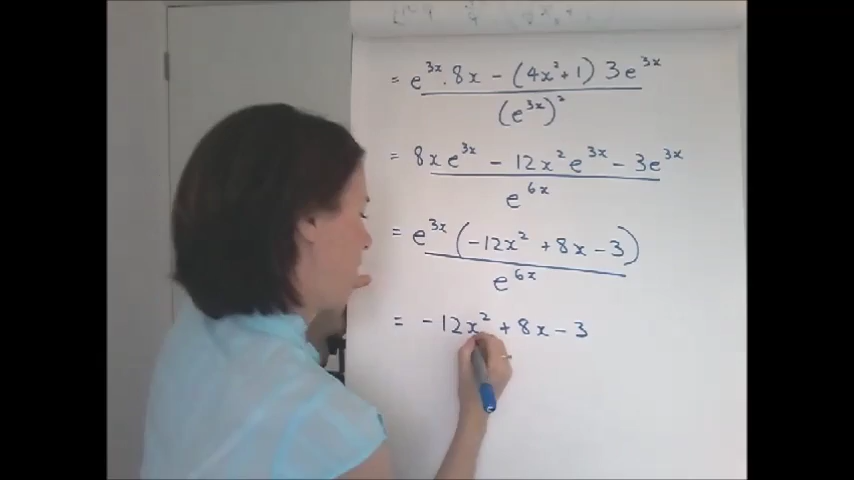 = e^{3x} . 8x - (4x² + 1) 3e^{3x}
(e^{3x})²
= 8xe^{3x} - 12x²e^{3x} - 3e^{3x}
e^{6x}
= e^{3x} (-12x² + 8x - 3)
e^{6x}
= -12x² + 8x - 3